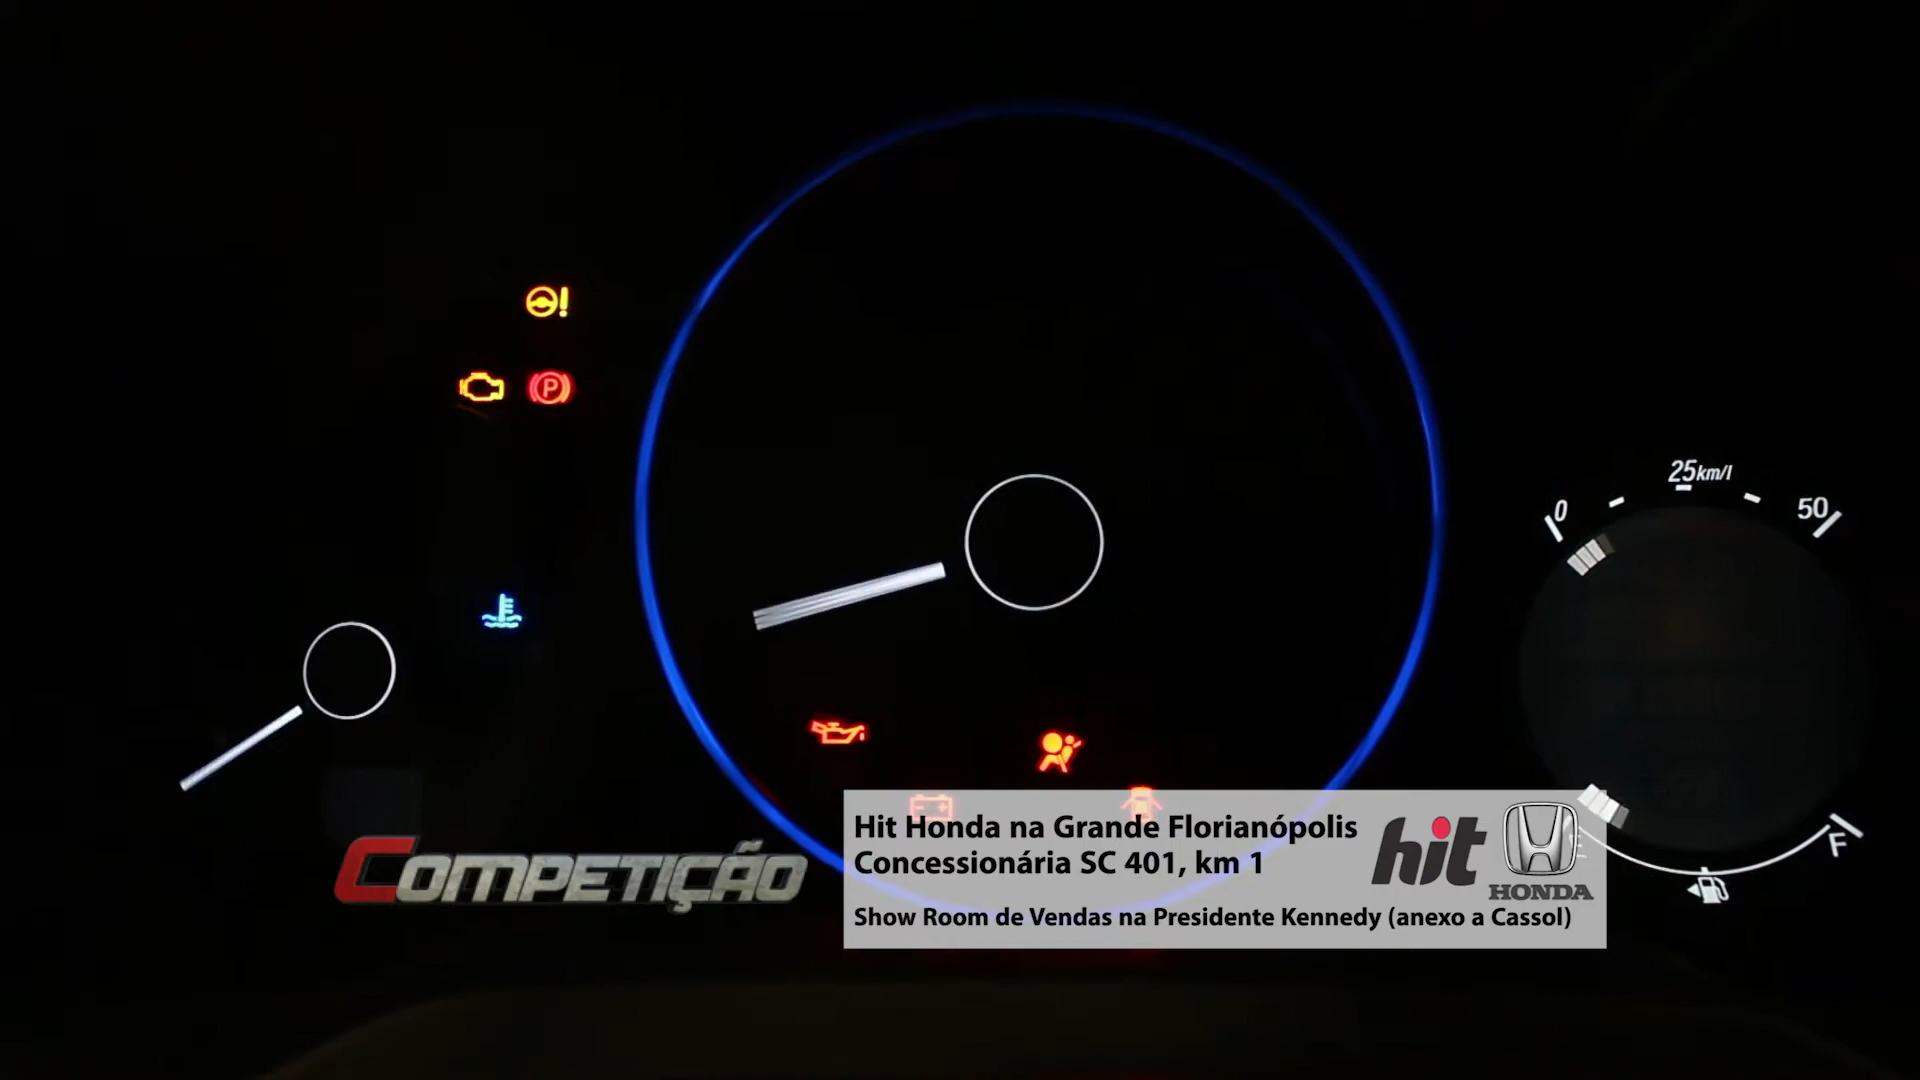 P
25km/l
0
50
Hit Honda na Grande Florianópolis
Concessionária SC 401, km 1
Show Room de Vendas na Presidente Kennedy (anexo a Cassol)
hit
HONDA
COMPETIÇÃO
F